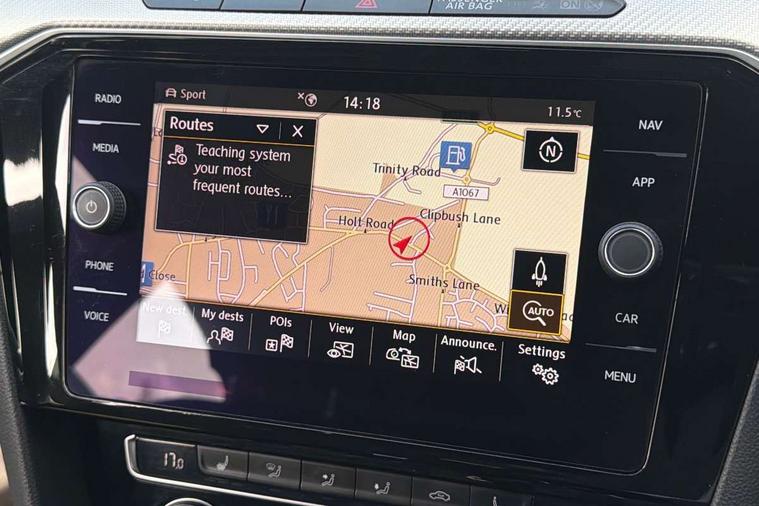 AIR BAG
ON
RADIO
MEDIA
PHONE
VOICE
Sport
14:18
11.5°C
Routes
X
Teaching system
your most
frequent routes...
N
Trinity Road
A1067
Holt Road
Clipbush Lane
Smiths Lane
Close
AUTO
New dest.
My dests
POIs
View
Map
Announce.
Settings
NAV
APP
CAR
MENU
17.0